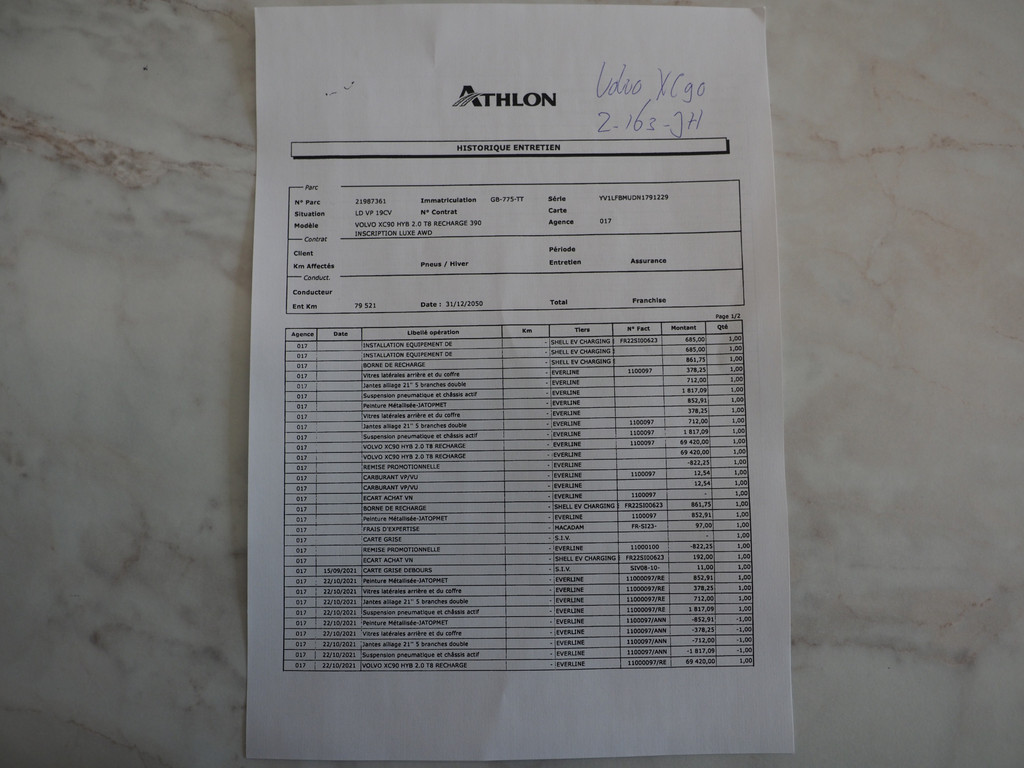 ATHLON
Volvo XC90
Z-163-JH
HISTORIQUE ENTRETIEN
Parc
N° Parc 21987361 Immatriculation GB-775-TT Série YV1LFBMUDN1791229
Situation LD VP 19CV N° Contrat Carte
Modèle VOLVO XC90 HYB 2.0 T8 RECHARGE 390 Agence 017
INSCRIPTION LUXE AWD
Contrat
Client Période
Km Affectés Pneus / Hiver Entretien Assurance
Conduct.
Conducteur
Ent Km 79 521 Date : 31/12/2050 Total Franchise
Page 1/2
Agence Date Libellé opération Km Tiers N° Fact Montant Qté
017 INSTALLATION EQUIPEMENT DE - SHELL EV CHARGING FR22SI00623 685,00 1,00
017 INSTALLATION EQUIPEMENT DE - SHELL EV CHARGING 685,00 1,00
017 BORNE DE RECHARGE - SHELL EV CHARGING 861,75 1,00
017 Vitres latérales arrière et du coffre - EVERLINE 1100097 378,25 1,00
017 Jantes alliage 21" 5 branches double - EVERLINE 712,00 1,00
017 Suspension pneumatique et châssis actif - EVERLINE 1 817,09 1,00
017 Peinture Métallisée-JATOPMET - EVERLINE 852,91 1,00
017 Vitres latérales arrière et du coffre - EVERLINE 378,25 1,00
017 Jantes alliage 21" 5 branches double - EVERLINE 1100097 712,00 1,00
017 Suspension pneumatique et châssis actif - EVERLINE 1100097 1 817,09 1,00
017 VOLVO XC90 HYB 2.0 T8 RECHARGE - EVERLINE 1100097 69 420,00 1,00
017 VOLVO XC90 HYB 2.0 T8 RECHARGE - EVERLINE 69 420,00 1,00
017 REMISE PROMOTIONNELLE - EVERLINE -822,25 1,00
017 CARBURANT VP/VU - EVERLINE 1100097 12,54 1,00
017 CARBURANT VP/VU - EVERLINE 12,54 1,00
017 ECART ACHAT VN - EVERLINE 1100097 - 1,00
017 BORNE DE RECHARGE - SHELL EV CHARGING FR22SI00623 861,75 1,00
017 Peinture Métallisée-JATOPMET - EVERLINE 1100097 852,91 1,00
017 FRAIS D'EXPERTISE - MACADAM FR-SI23- 97,00 1,00
017 CARTE GRISE - S.I.V. - 1,00
017 REMISE PROMOTIONNELLE - EVERLINE 11000100 -822,25 1,00
017 ECART ACHAT VN - SHELL EV CHARGING FR22SI00623 192,00 1,00
017 15/09/2021 CARTE GRISE DEBOURS - S.I.V. SIV08-10- 11,00 1,00
017 22/10/2021 Peinture Métallisée-JATOPMET - EVERLINE 11000097/RE 852,91 1,00
017 22/10/2021 Vitres latérales arrière et du coffre - EVERLINE 11000097/RE 378,25 1,00
017 22/10/2021 Jantes alliage 21" 5 branches double - EVERLINE 11000097/RE 712,00 1,00
017 22/10/2021 Suspension pneumatique et châssis actif - EVERLINE 11000097/RE 1 817,09 1,00
017 22/10/2021 Peinture Métallisée-JATOPMET - EVERLINE 1100097/ANN -852,91 -1,00
017 22/10/2021 Vitres latérales arrière et du coffre - EVERLINE 1100097/ANN -378,25 -1,00
017 22/10/2021 Jantes alliage 21" 5 branches double - EVERLINE 1100097/ANN -712,00 -1,00
017 22/10/2021 Suspension pneumatique et châssis actif - EVERLINE 1100097/ANN -1 817,09 -1,00
017 22/10/2021 VOLVO XC90 HYB 2.0 T8 RECHARGE - EVERLINE 11000097/RE 69 420,00 1,00